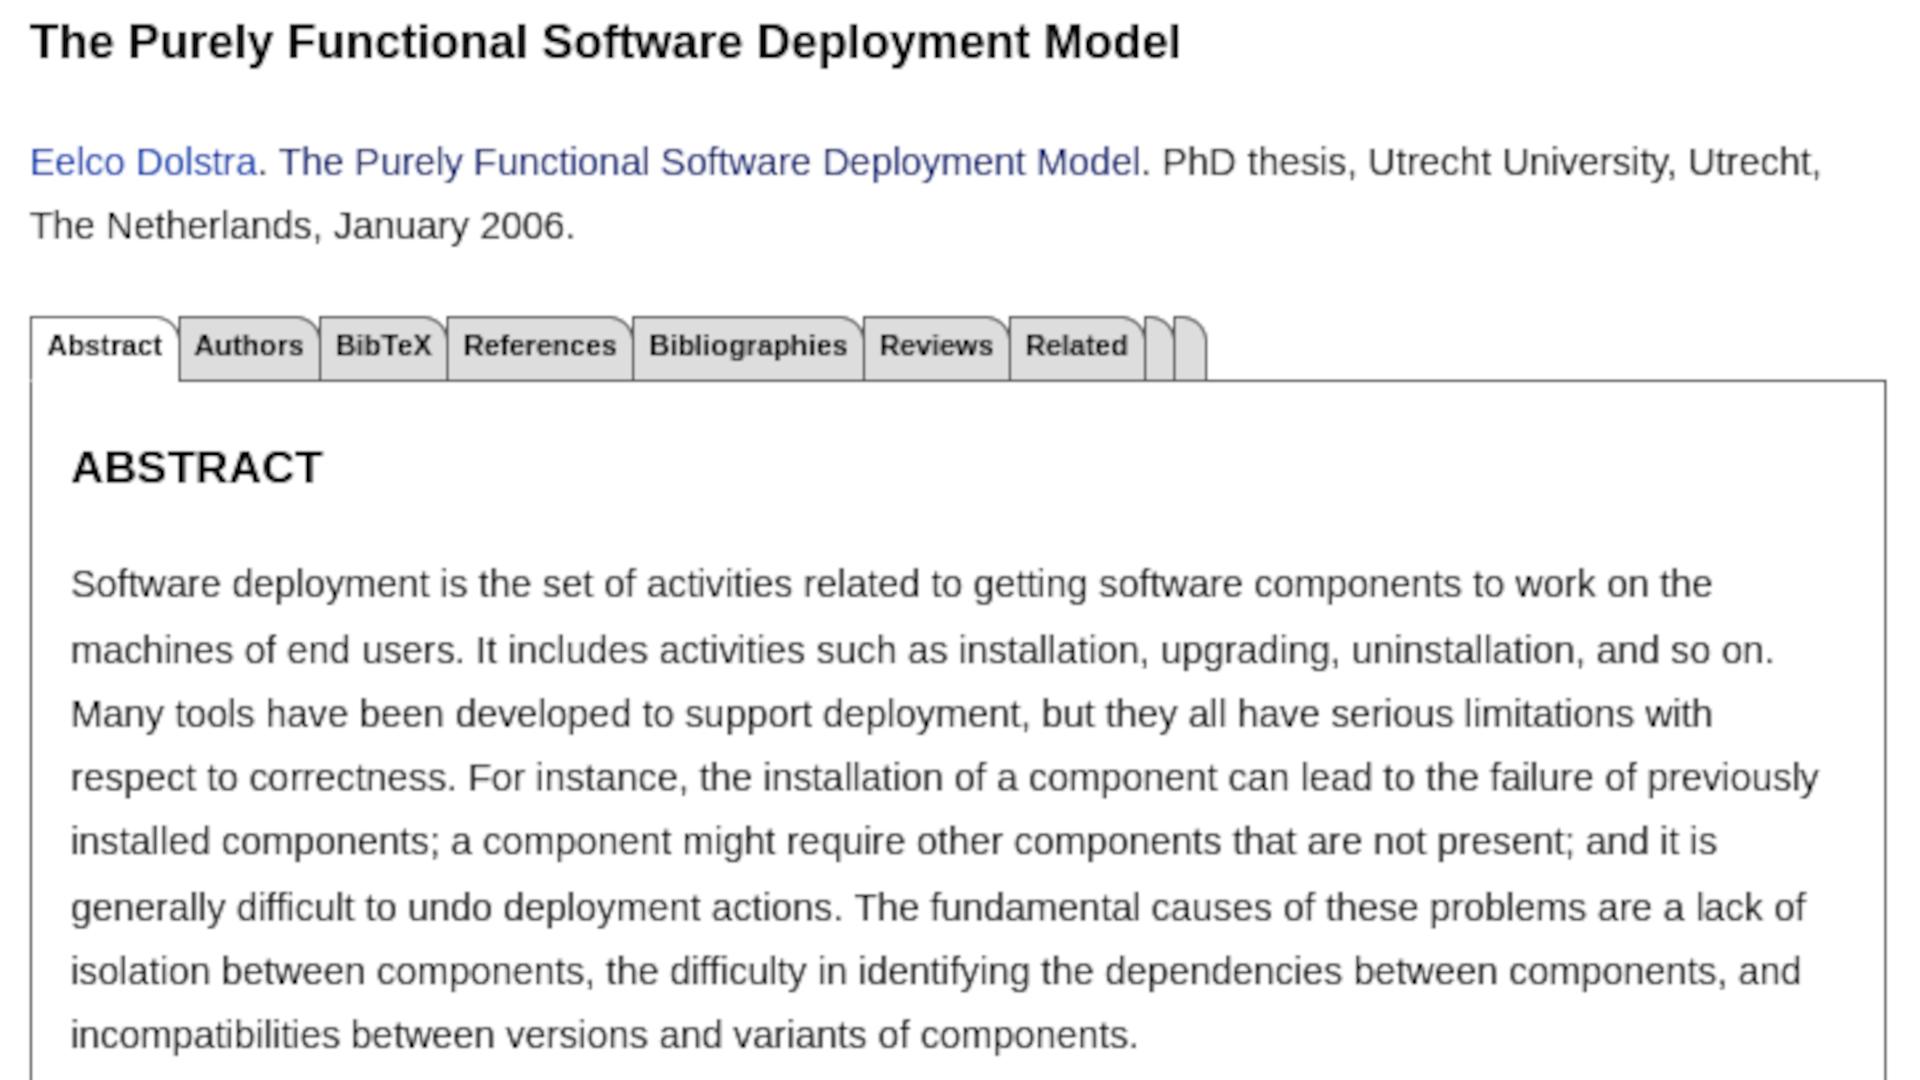 The Purely Functional Software Deployment Model
Eelco Dolstra. The Purely Functional Software Deployment Model. PhD thesis, Utrecht University, Utrecht,
The Netherlands, January 2006.
Abstract Authors BibTeX References Bibliographies Reviews Related
ABSTRACT
Software deployment is the set of activities related to getting software components to work on the
machines of end users. It includes activities such as installation, upgrading, uninstallation, and so on.
Many tools have been developed to support deployment, but they all have serious limitations with
respect to correctness. For instance, the installation of a component can lead to the failure of previously
installed components; a component might require other components that are not present; and it is
generally difficult to undo deployment actions. The fundamental causes of these problems are a lack of
isolation between components, the difficulty in identifying the dependencies between components, and
incompatibilities between versions and variants of components.